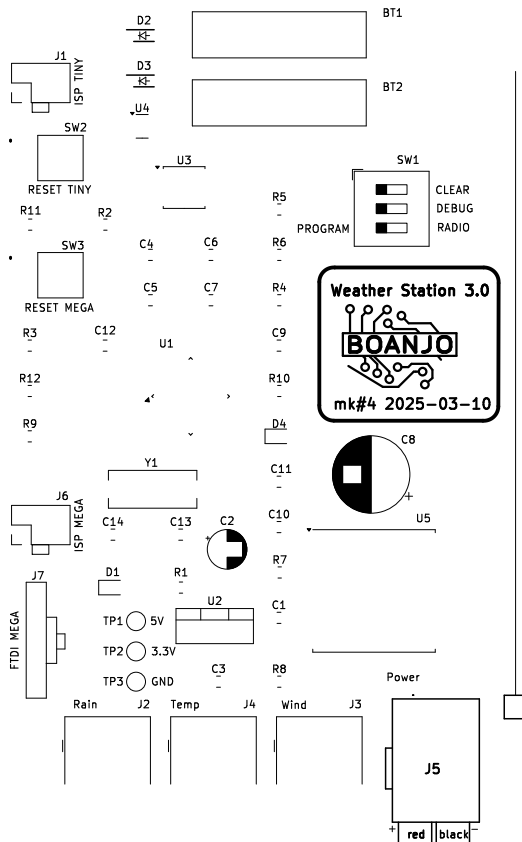 D2
BT1
J1
ISP TINY
D3
BT2
U4
SW2
RESET TINY
U3
SW1
CLEAR
DEBUG
PROGRAM
RADIO
R11
R2
R5
C4
C6
R6
SW3
RESET MEGA
C5
C7
R4
Weather Station 3.0
BOANJO
mk#4 2025-03-10
R3
C12
U1
C9
R12
R10
R9
D4
C8
+
Y1
C11
J6
ISP MEGA
C14
C13
+
C2
C10
U5
J7
FTDI MEGA
D1
R1
R7
U2
TP1
5V
C1
TP2
3.3V
TP3
GND
C3
R8
Power
Rain
J2
Temp
J4
Wind
J3
J5
+
red
black
-